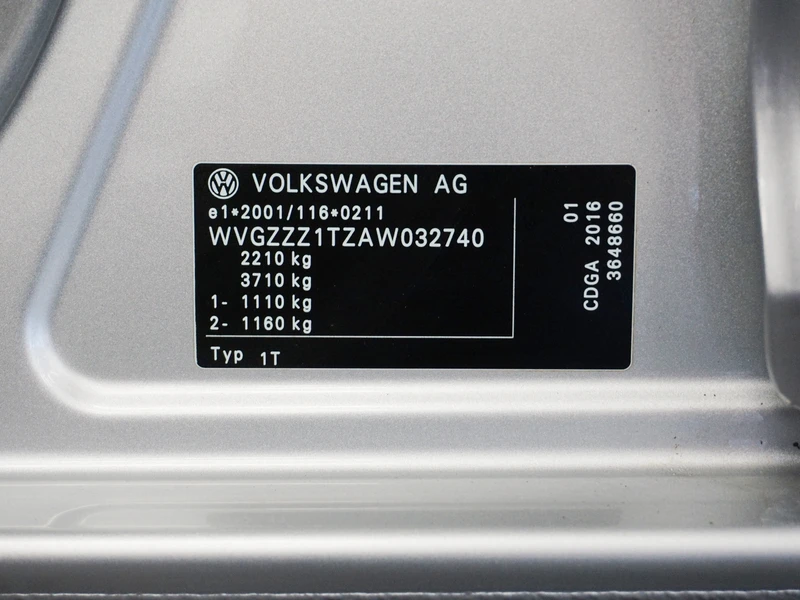 VOLKSWAGEN AG
e1*2001/116*0211
WVGZZZ1TZAW032740
2210 kg
3710 kg
1- 1110 kg
2- 1160 kg
Typ 1T
01
CDGA 2016
3648660